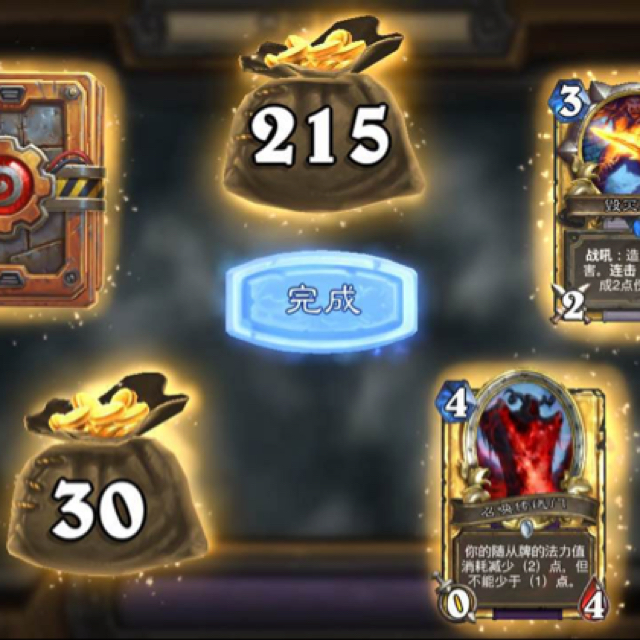 215
3
毁灭
战吼：造
害。连击
成2点伤
2
完成
30
4
召唤传送门
你的随从牌的法力值
消耗减少（2）点，但
不能少于（1）点。
0
4